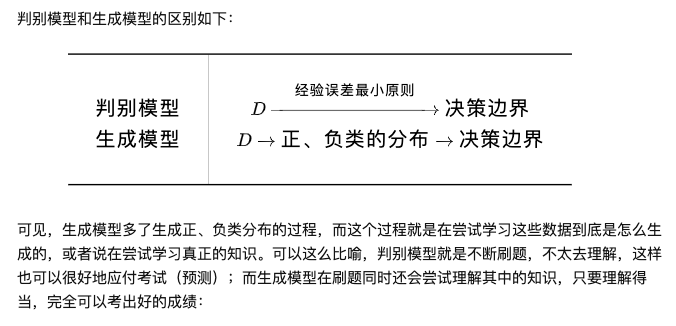 判别模型和生成模型的区别如下：
经验误差最小原则
判别模型 D ⟶ 决策边界
生成模型 D → 正、负类的分布 → 决策边界
可见，生成模型多了生成正、负类分布的过程，而这个过程就是在尝试学习这些数据到底是怎么生
成的，或者说在尝试学习真正的知识。可以这么比喻，判别模型就是不断刷题，不太去理解，这样
也可以很好地应付考试（预测）；而生成模型在刷题同时还会尝试理解其中的知识，只要理解得
当，完全可以考出好的成绩：